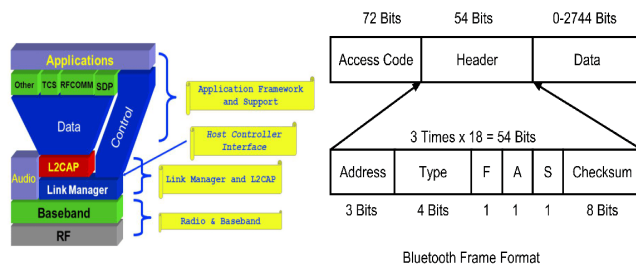 Applications
Other TCS RFCOMM SDP
Data
Control
Audio
L2CAP
Link Manager
Baseband
RF
Application Framework
and Support
Host Controller
Interface
Link Manager and L2CAP
Radio & Baseband
72 Bits 54 Bits 0-2744 Bits
Access Code Header Data
3 Times x 18 = 54 Bits
Address Type F A S Checksum
3 Bits 4 Bits 1 1 1 8 Bits
Bluetooth Frame Format